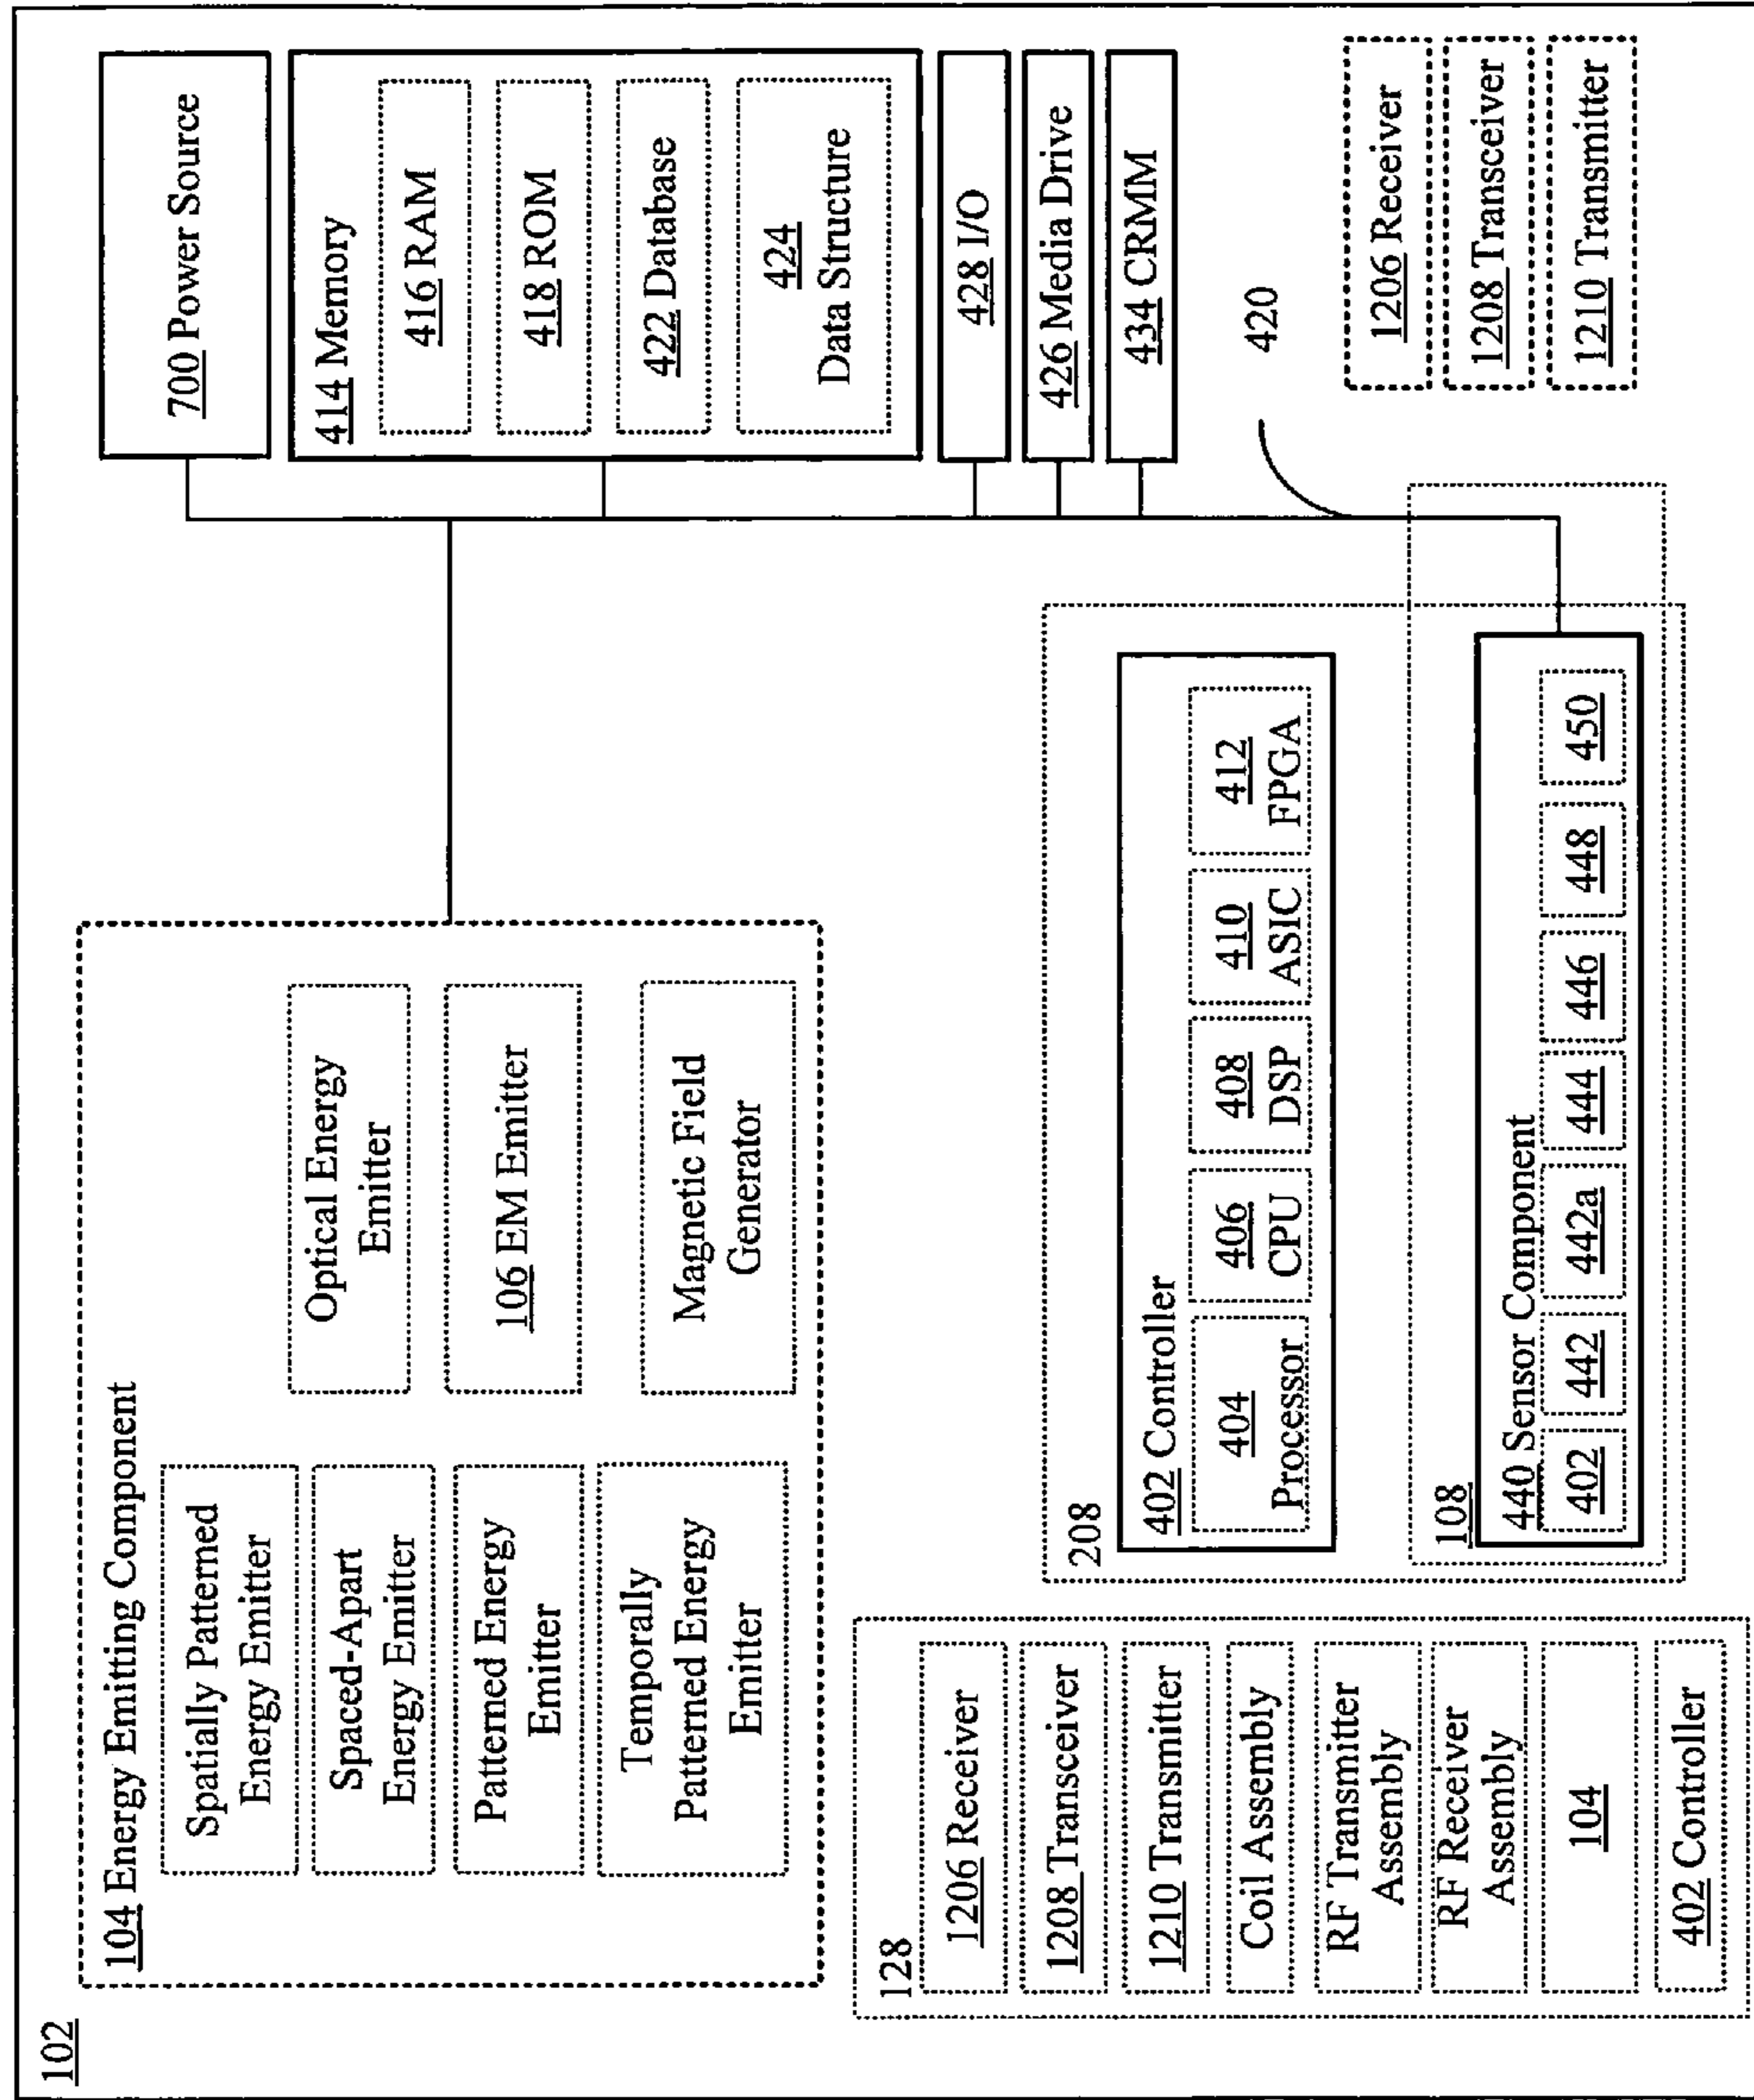 102
104 Energy Emitting Component
Spatially Patterned
Energy Emitter
Spaced-Apart
Energy Emitter
Patterned Energy
Emitter
Temporally
Patterned Energy
Emitter
Optical Energy
Emitter
106 EM Emitter
Magnetic Field
Generator
700 Power Source
414 Memory
416 RAM
418 ROM
422 Database
424
Data Structure
428 I/O
426 Media Drive
434 CRMM
420
1206 Receiver
1208 Transceiver
1210 Transmitter
128
1206 Receiver
1208 Transceiver
1210 Transmitter
Coil Assembly
RF Transmitter
Assembly
RF Receiver
Assembly
104
402 Controller
208
402 Controller
404
Processor
406
CPU
408
DSP
410
ASIC
412
FPGA
108
440 Sensor Component
402
442
442a
444
446
448
450